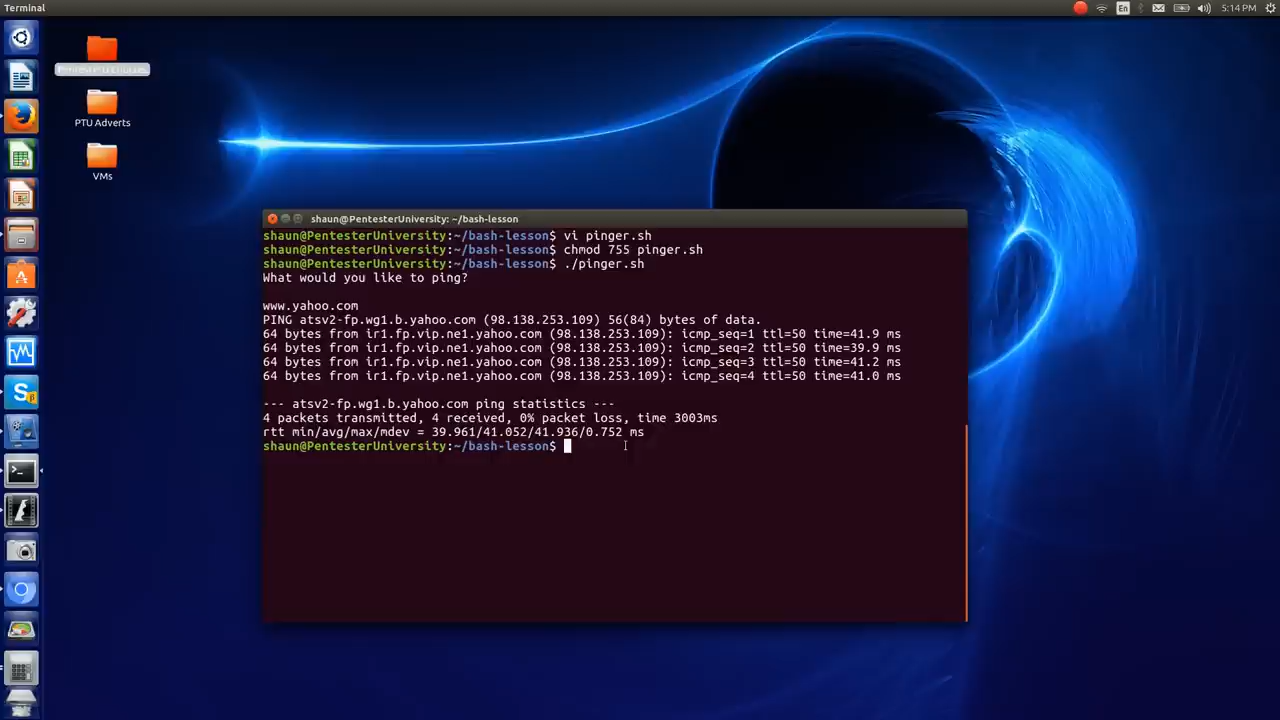 Terminal
En
5:14 PM
PTU Adverts
VMs
shaun@PentesterUniversity: ~/bash-lesson
shaun@PentesterUniversity:~/bash-lesson$ vi pinger.sh
shaun@PentesterUniversity:~/bash-lesson$ chmod 755 pinger.sh
shaun@PentesterUniversity:~/bash-lesson$ ./pinger.sh
What would you like to ping?
www.yahoo.com
PING atsv2-fp.wg1.b.yahoo.com (98.138.253.109) 56(84) bytes of data.
64 bytes from ir1.fp.vip.ne1.yahoo.com (98.138.253.109): icmp_seq=1 ttl=50 time=41.9 ms
64 bytes from ir1.fp.vip.ne1.yahoo.com (98.138.253.109): icmp_seq=2 ttl=50 time=39.9 ms
64 bytes from ir1.fp.vip.ne1.yahoo.com (98.138.253.109): icmp_seq=3 ttl=50 time=41.2 ms
64 bytes from ir1.fp.vip.ne1.yahoo.com (98.138.253.109): icmp_seq=4 ttl=50 time=41.0 ms
--- atsv2-fp.wg1.b.yahoo.com ping statistics ---
4 packets transmitted, 4 received, 0% packet loss, time 3003ms
rtt min/avg/max/mdev = 39.961/41.052/41.936/0.752 ms
shaun@PentesterUniversity:~/bash-lesson$